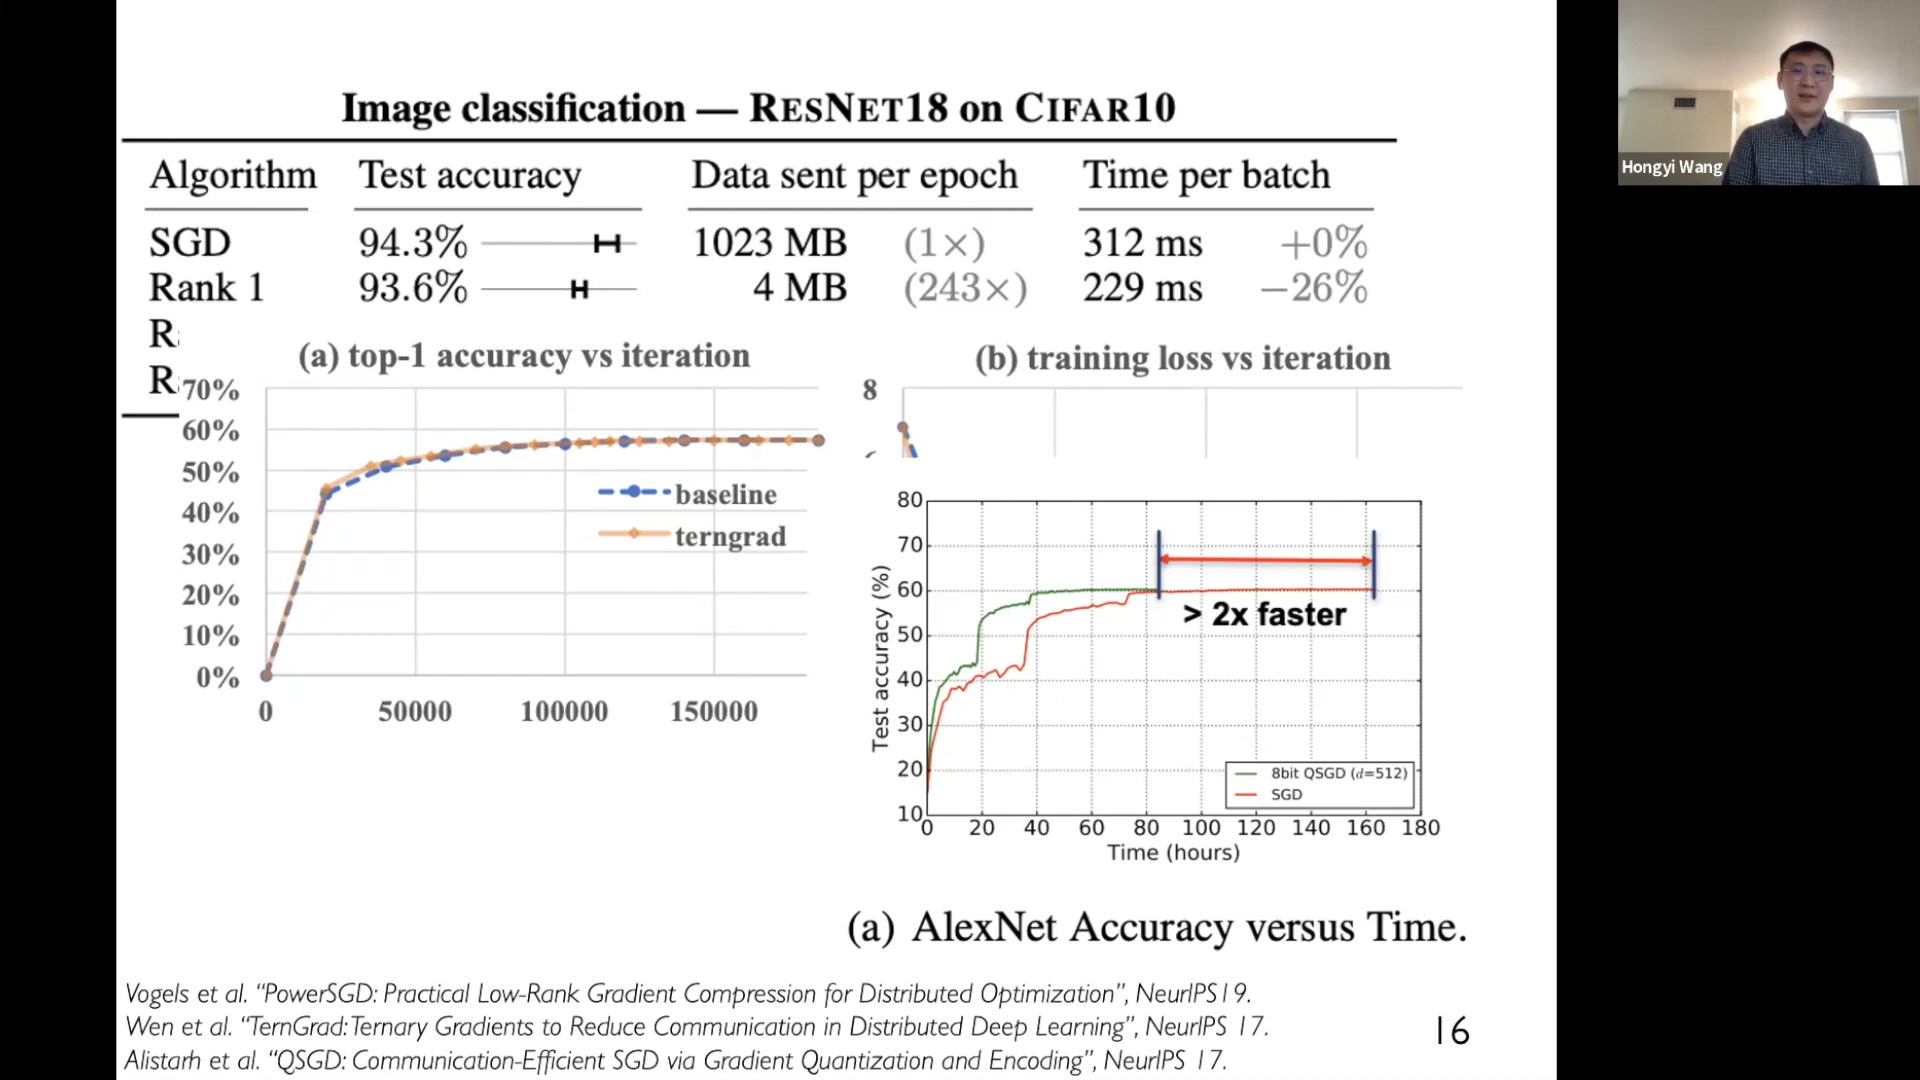 Image classification — RESNET18 on CIFAR10
Algorithm Test accuracy Data sent per epoch Time per batch
SGD 94.3% 1023 MB (1×) 312 ms +0%
Rank 1 93.6% 4 MB (243×) 229 ms −26%
R
R
(a) top-1 accuracy vs iteration
70%
60%
50%
40%
30%
20%
10%
0%
0 50000 100000 150000
baseline
terngrad
(b) training loss vs iteration
8
80
70
60
50
40
30
20
10
Test accuracy (%)
> 2x faster
8bit QSGD (d=512)
SGD
0 20 40 60 80 100 120 140 160 180
Time (hours)
(a) AlexNet Accuracy versus Time.
Vogels et al. “PowerSGD: Practical Low-Rank Gradient Compression for Distributed Optimization”, NeurIPS19.
Wen et al. “TernGrad: Ternary Gradients to Reduce Communication in Distributed Deep Learning”, NeurIPS 17.
Alistarh et al. “QSGD: Communication-Efficient SGD via Gradient Quantization and Encoding”, NeurIPS 17.
16
Hongyi Wang